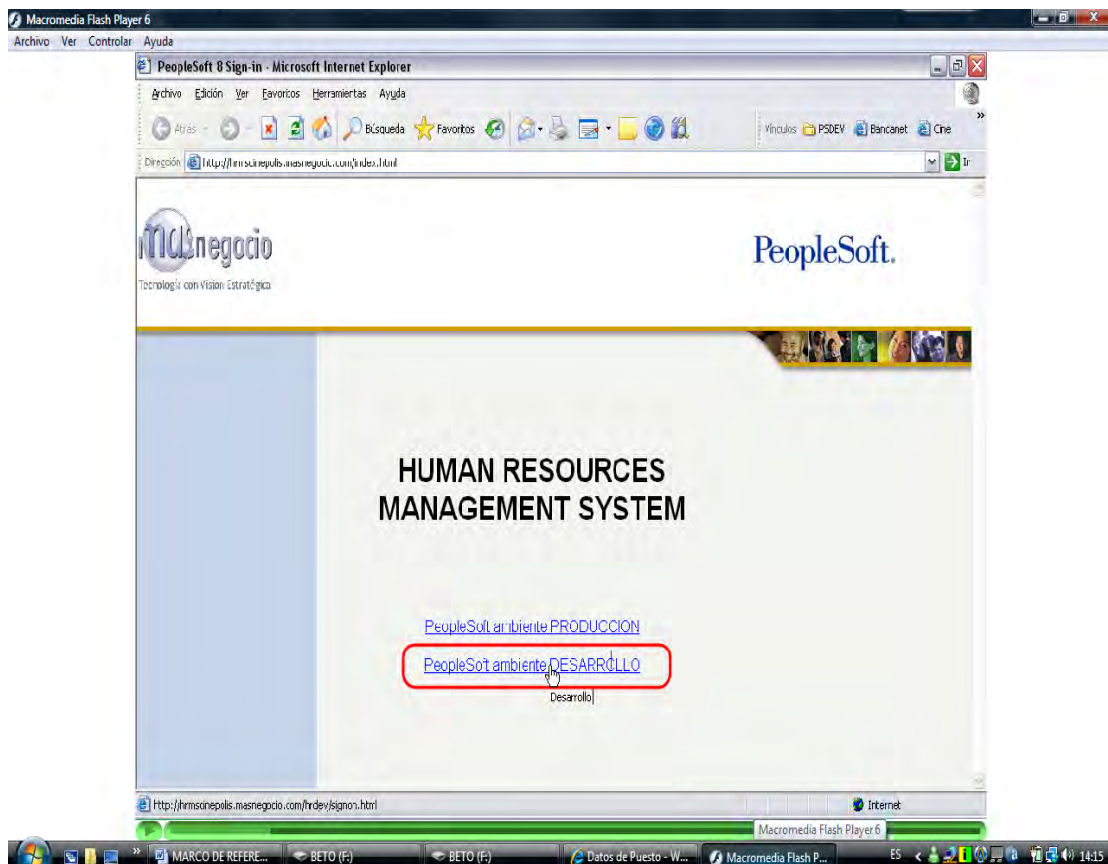 Macromedia Flash Player 6
Archivo Ver Controlar Ayuda
PeopleSoft 8 Sign-in - Microsoft Internet Explorer
Archivo Edición Ver Favoritos Herramientas Ayuda
Atrás Búsqueda Favoritos Vínculos PSDEV Bancanet Cine »
Dirección http://hrmscinepolis.masnegocio.com/index.html Ir
masnegocio
Tecnología con Vision Estratégica
PeopleSoft.
HUMAN RESOURCES
MANAGEMENT SYSTEM
PeopleSoft ambiente PRODUCCION
PeopleSoft ambiente DESARROLLO
Desarrollo
http://hrmscinepolis.masnegocio.com/hrdev/signon.html Internet
Macromedia Flash Player 6
» MARCO DE REFERE... BETO (F:) BETO (F:) Datos de Puesto - W... Macromedia Flash P... ES 14:15